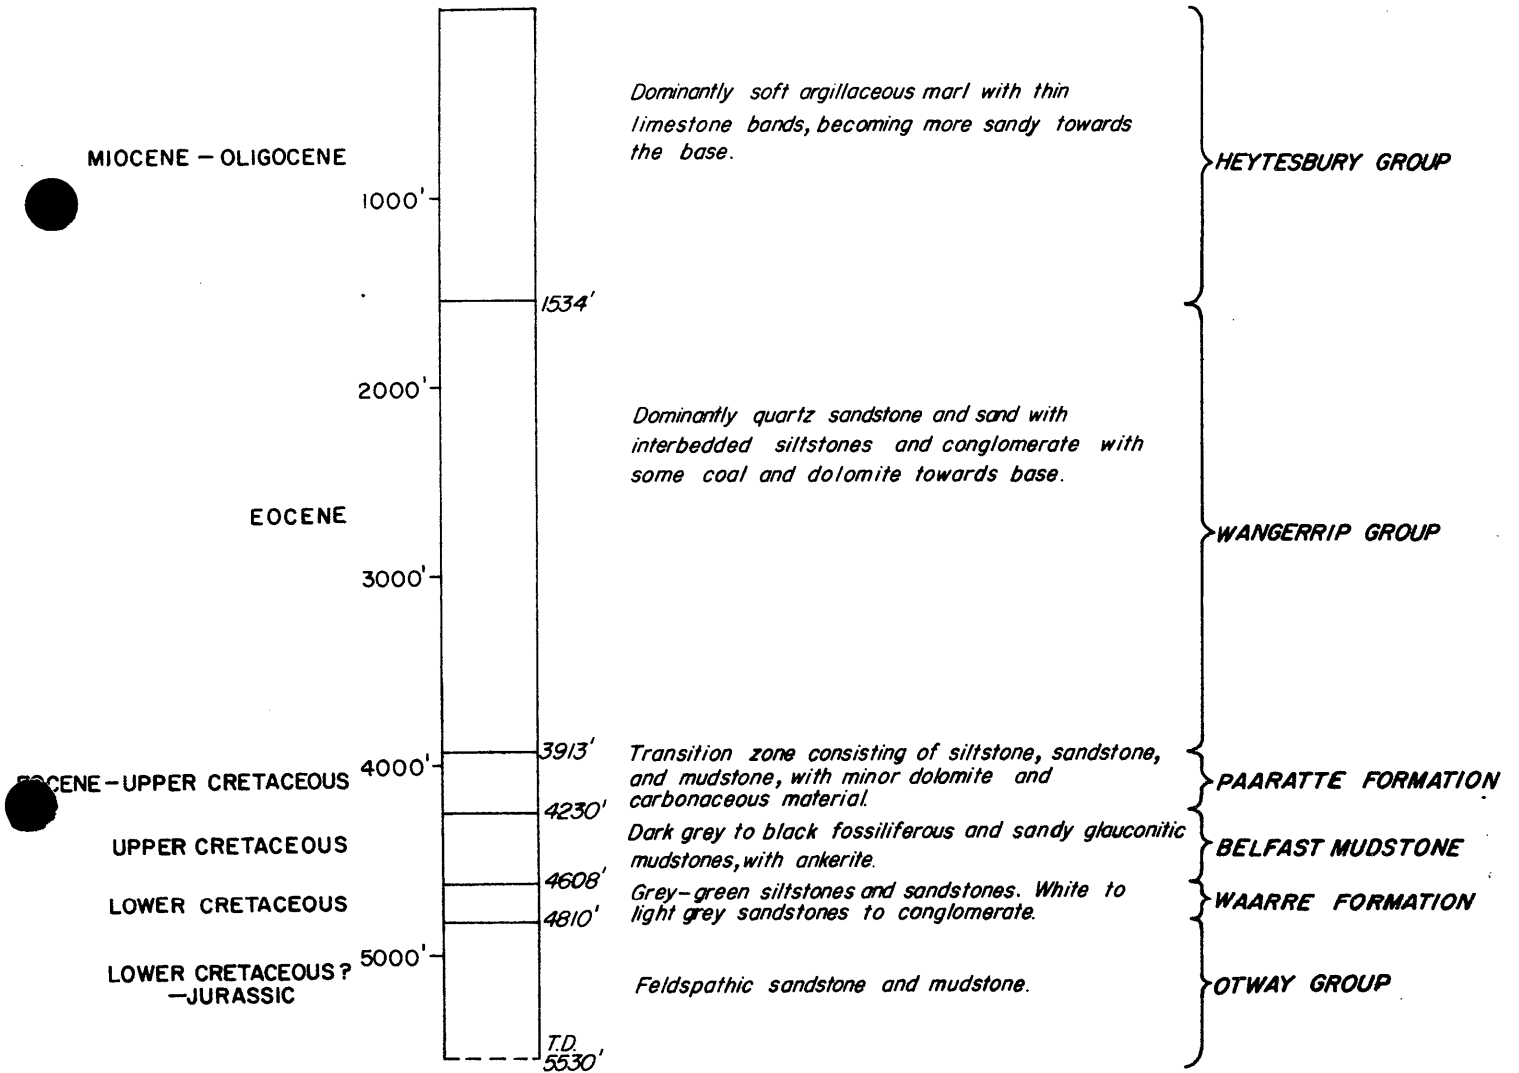 Dominantly soft argillaceous marl with thin
limestone bands, becoming more sandy towards
the base.
MIOCENE – OLIGOCENE
HEYTESBURY GROUP
1000'
1534'
2000'
Dominantly quartz sandstone and sand with
interbedded siltstones and conglomerate with
some coal and dolomite towards base.
EOCENE
WANGERRIP GROUP
3000'
3913'
Transition zone consisting of siltstone, sandstone,
and mudstone, with minor dolomite and
carbonaceous material.
4000'
EOCENE – UPPER CRETACEOUS
PAARATTE FORMATION
4230'
Dark grey to black fossiliferous and sandy glauconitic
mudstones, with ankerite.
UPPER CRETACEOUS
BELFAST MUDSTONE
4608'
Grey-green siltstones and sandstones. White to
light grey sandstones to conglomerate.
LOWER CRETACEOUS
WAARRE FORMATION
4810'
5000'
LOWER CRETACEOUS?
–JURASSIC
Feldspathic sandstone and mudstone.
OTWAY GROUP
T.D.
5530'